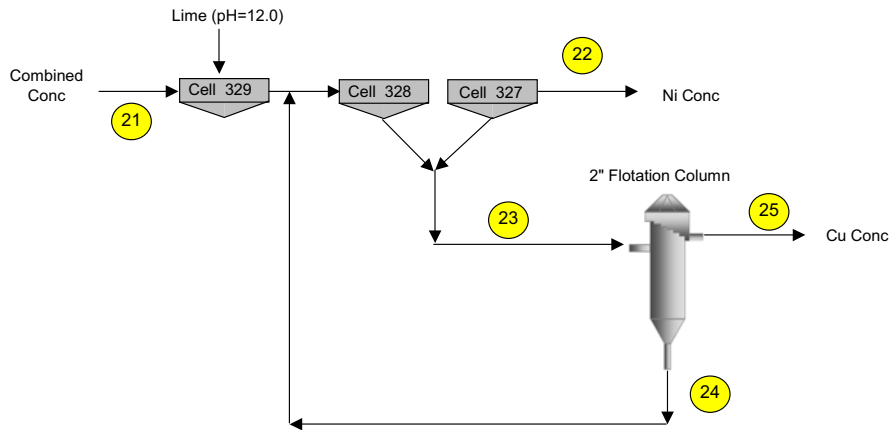 Lime (pH=12.0)
Combined
Conc
21
Cell 329
Cell 328
Cell 327
22
Ni Conc
2" Flotation Column
23
25
Cu Conc
24